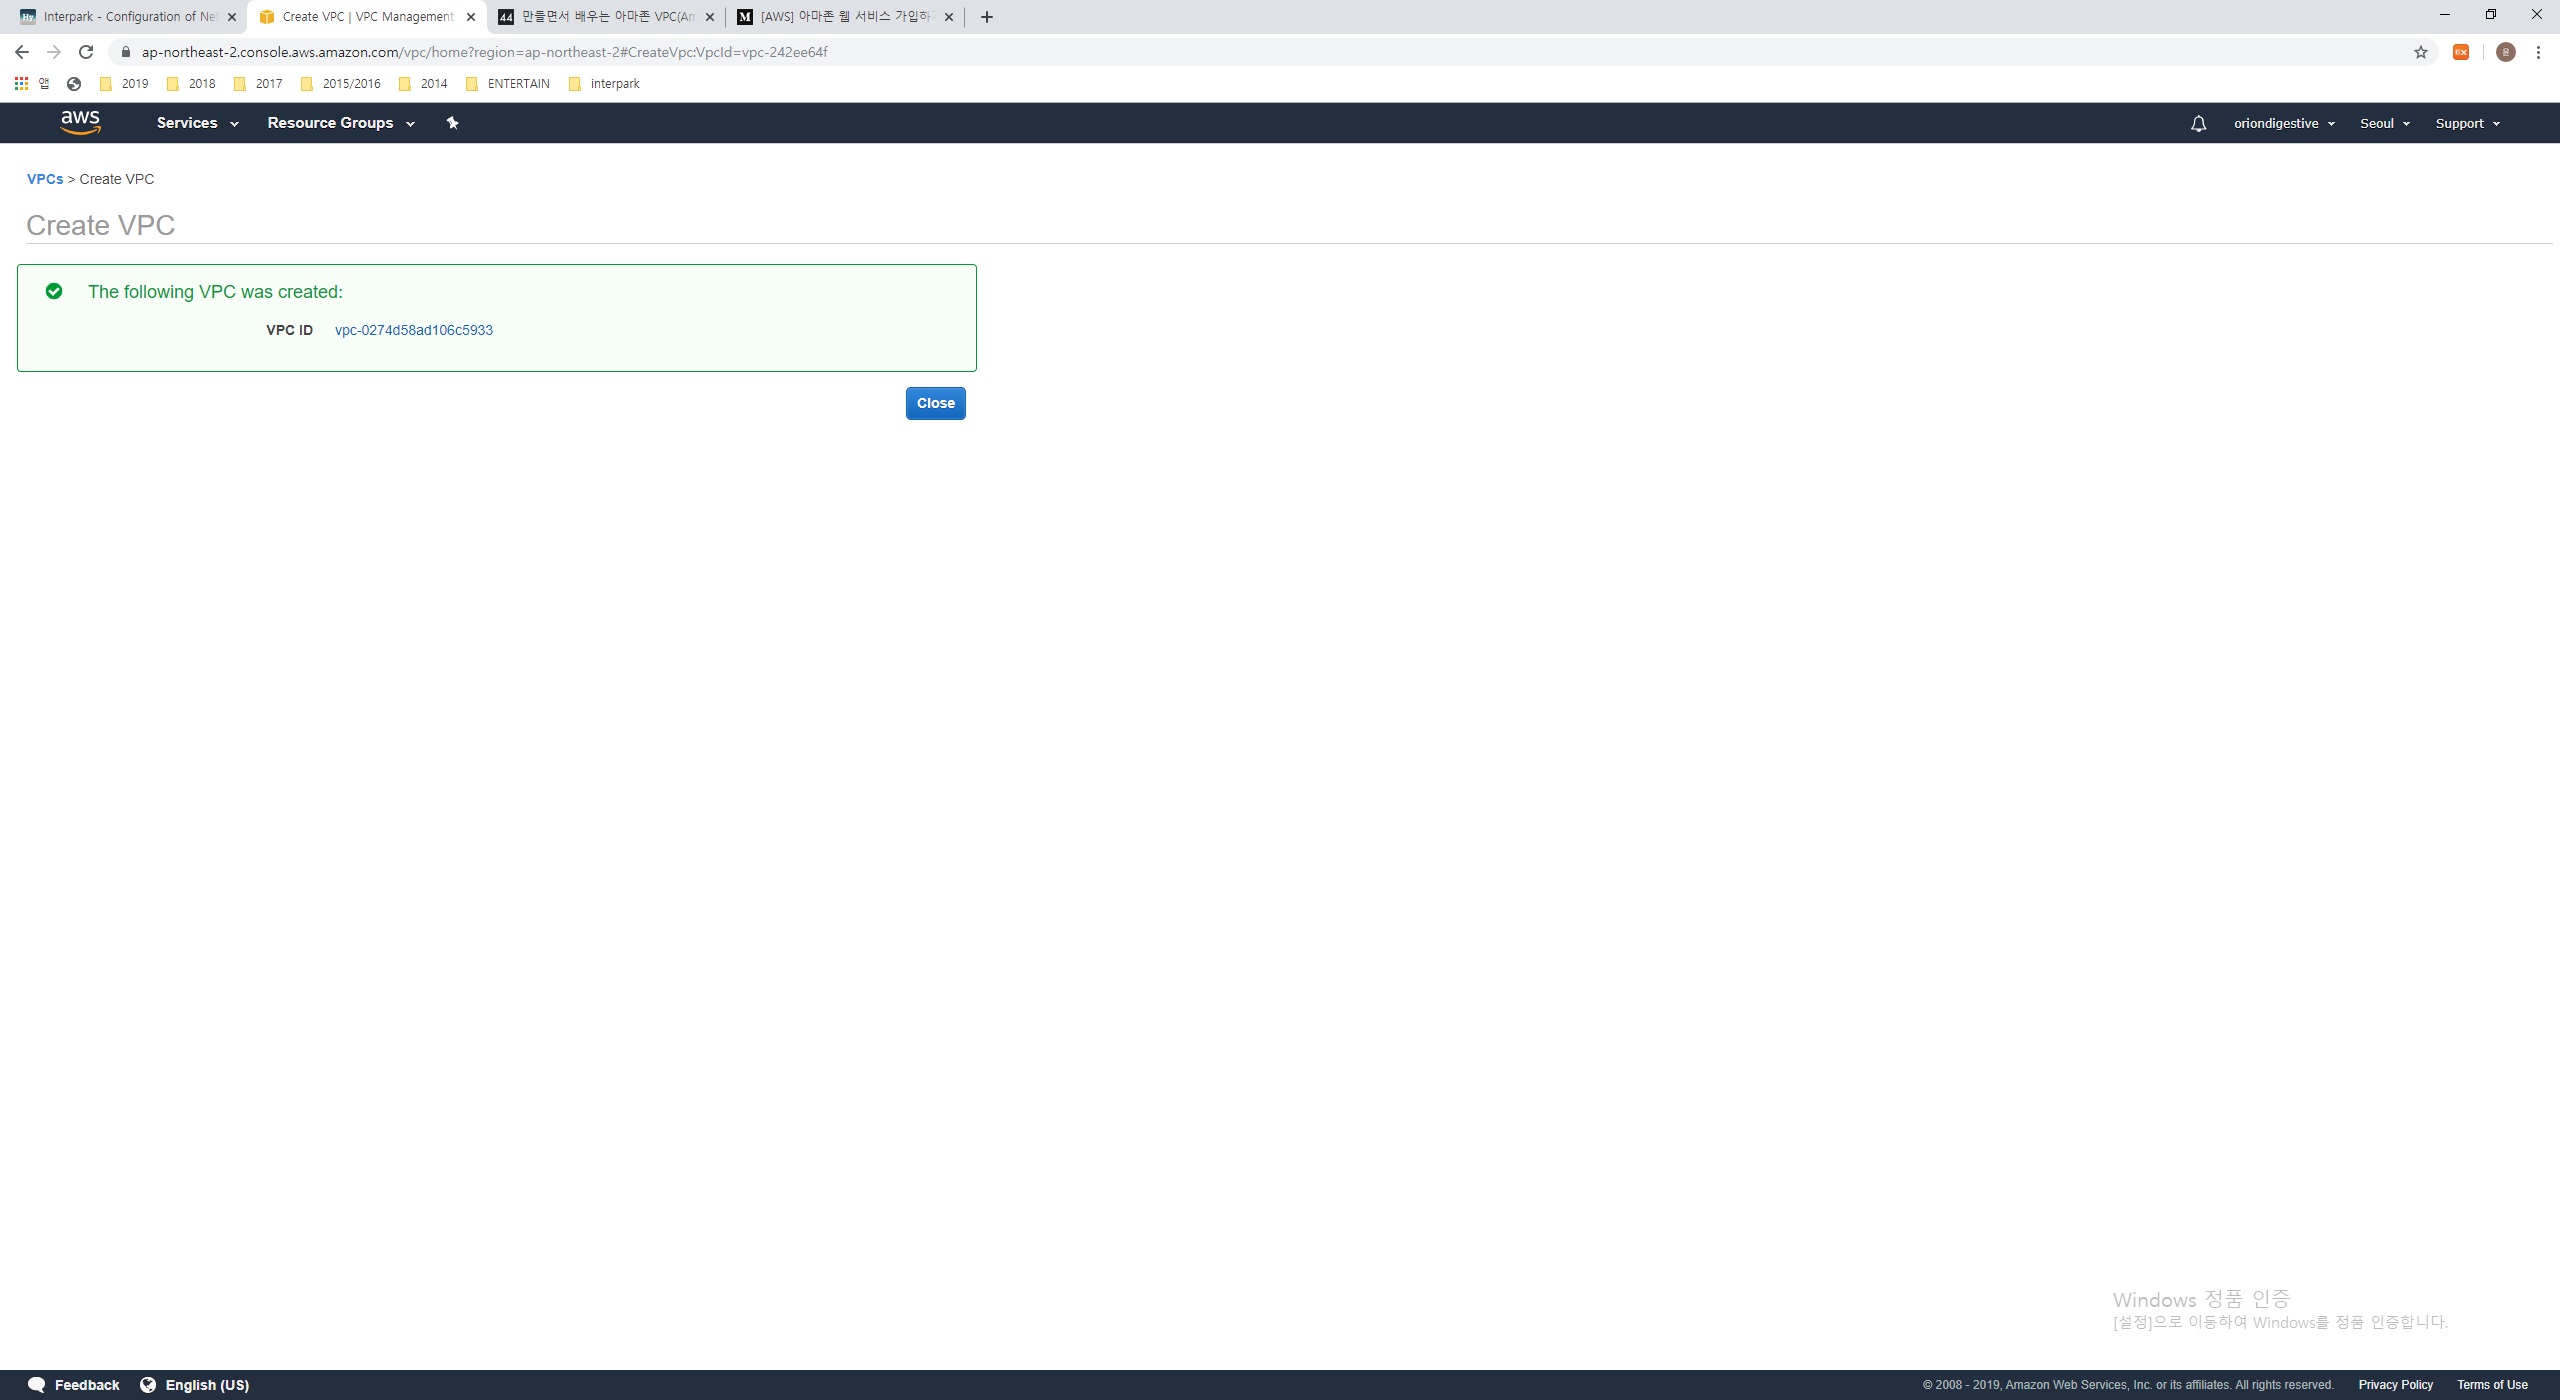 Hy Interpark - Configuration of Net
Create VPC | VPC Management
44 만들면서 배우는 아마존 VPC(Am
M [AWS] 아마존 웹 서비스 가입하
ap-northeast-2.console.aws.amazon.com/vpc/home?region=ap-northeast-2#CreateVpc:VpcId=vpc-242ee64f
윤
앱 2019 2018 2017 2015/2016 2014 ENTERTAIN interpark
aws Services Resource Groups oriondigestive Seoul Support
VPCs > Create VPC
Create VPC
The following VPC was created:
VPC ID vpc-0274d58ad106c5933
Close
Windows 정품 인증
[설정]으로 이동하여 Windows를 정품 인증합니다.
Feedback English (US) © 2008 - 2019, Amazon Web Services, Inc. or its affiliates. All rights reserved. Privacy Policy Terms of Use